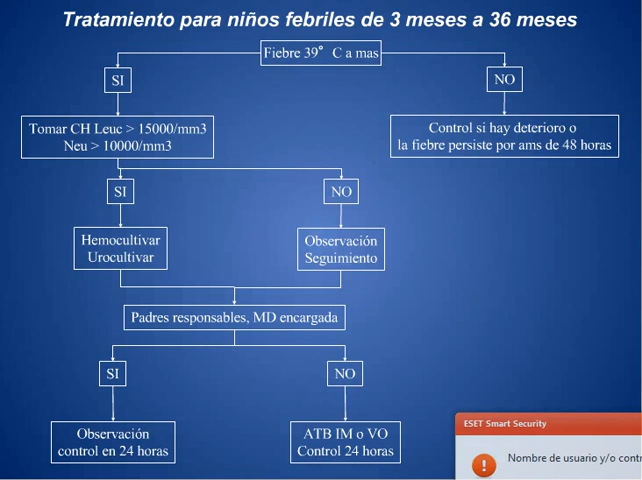 Tratamiento para niños febriles de 3 meses a 36 meses
Fiebre 39° C a mas
SI
NO
Tomar CH Leuc > 15000/mm3
Neu > 10000/mm3
Control si hay deterioro o
la fiebre persiste por ams de 48 horas
SI
NO
Hemocultivar
Urocultivar
Observación
Seguimiento
Padres responsables, MD encargada
SI
NO
Observación
control en 24 horas
ATB IM o VO
Control 24 horas
ESET Smart Security
Nombre de usuario y/o